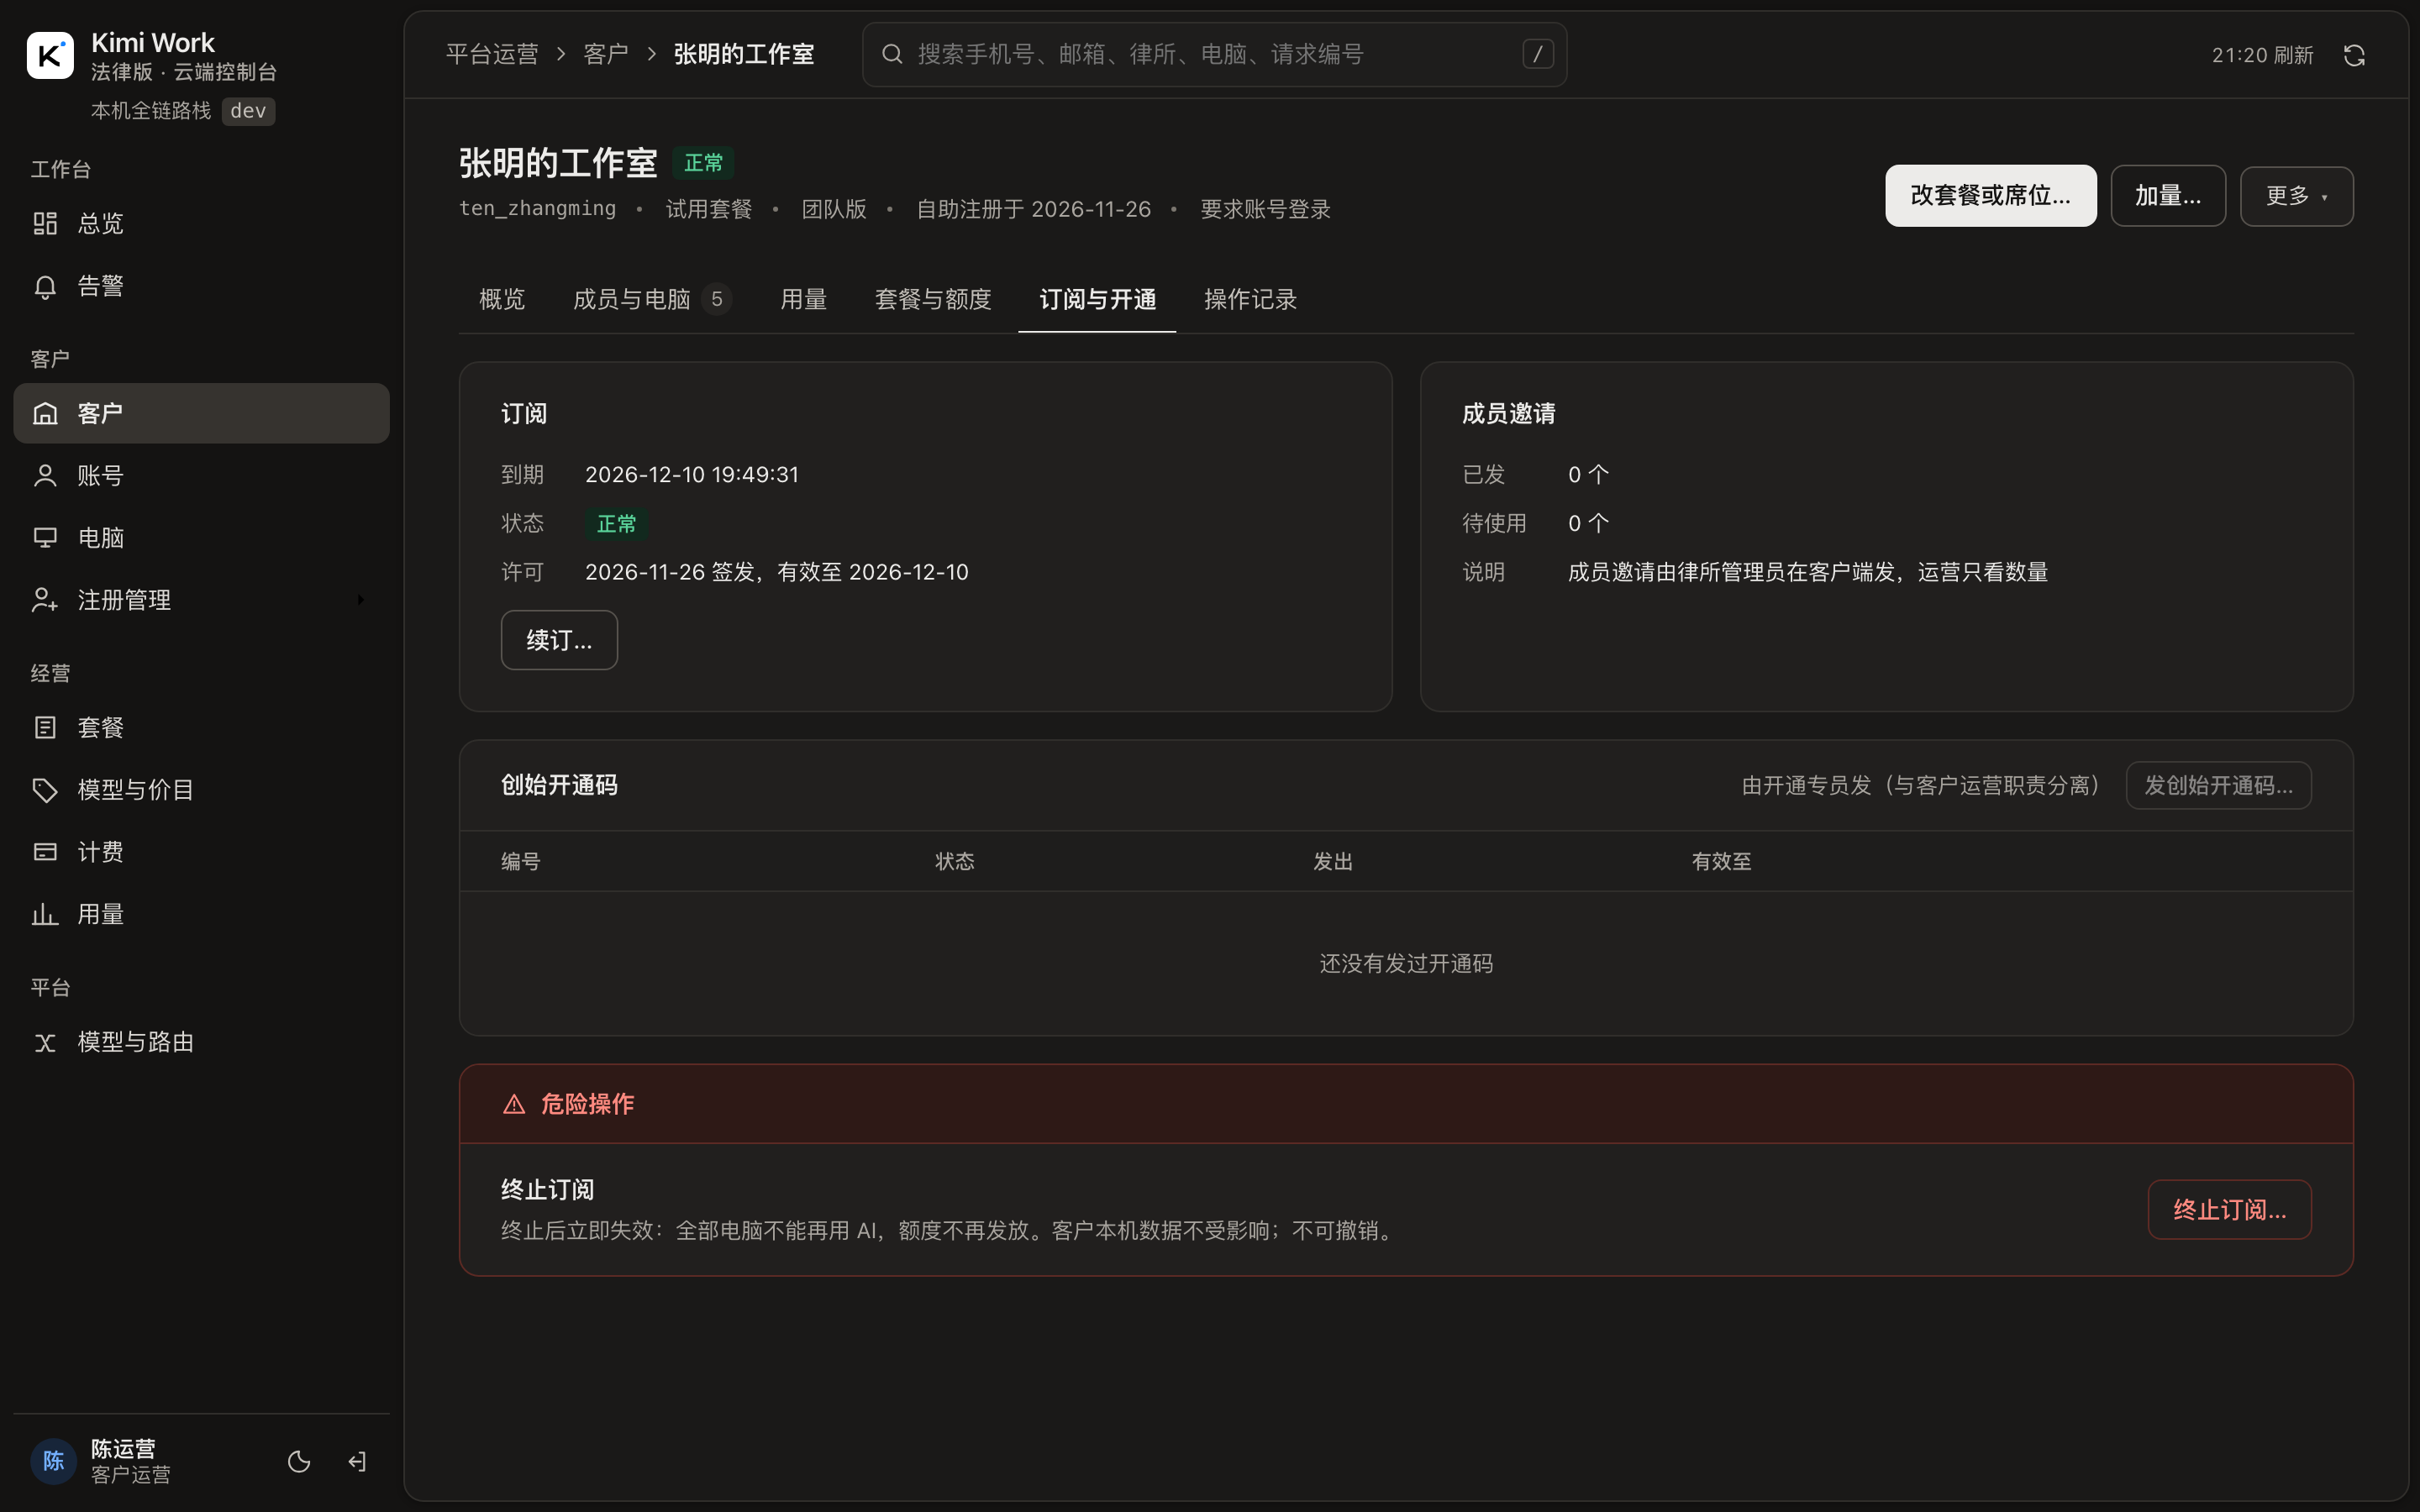 Kimi Work
法律版 · 云端控制台
本机全链路栈 dev
工作台
总览
告警
客户
客户
账号
电脑
注册管理
经营
套餐
模型与价目
计费
用量
平台
模型与路由
陈 陈运营
客户运营
平台运营 > 客户 > 张明的工作室
搜索手机号、邮箱、律所、电脑、请求编号 /
21:20 刷新
张明的工作室 正常
ten_zhangming • 试用套餐 • 团队版 • 自助注册于 2026-11-26 • 要求账号登录
改套餐或席位... 加量... 更多
概览 成员与电脑 5 用量 套餐与额度 订阅与开通 操作记录
订阅
到期 2026-12-10 19:49:31
状态 正常
许可 2026-11-26 签发，有效至 2026-12-10
续订...
成员邀请
已发 0 个
待使用 0 个
说明 成员邀请由律所管理员在客户端发，运营只看数量
创始开通码 由开通专员发（与客户运营职责分离） 发创始开通码...
编号 状态 发出 有效至
还没有发过开通码
危险操作
终止订阅
终止后立即失效：全部电脑不能再用 AI，额度不再发放。客户本机数据不受影响；不可撤销。
终止订阅...